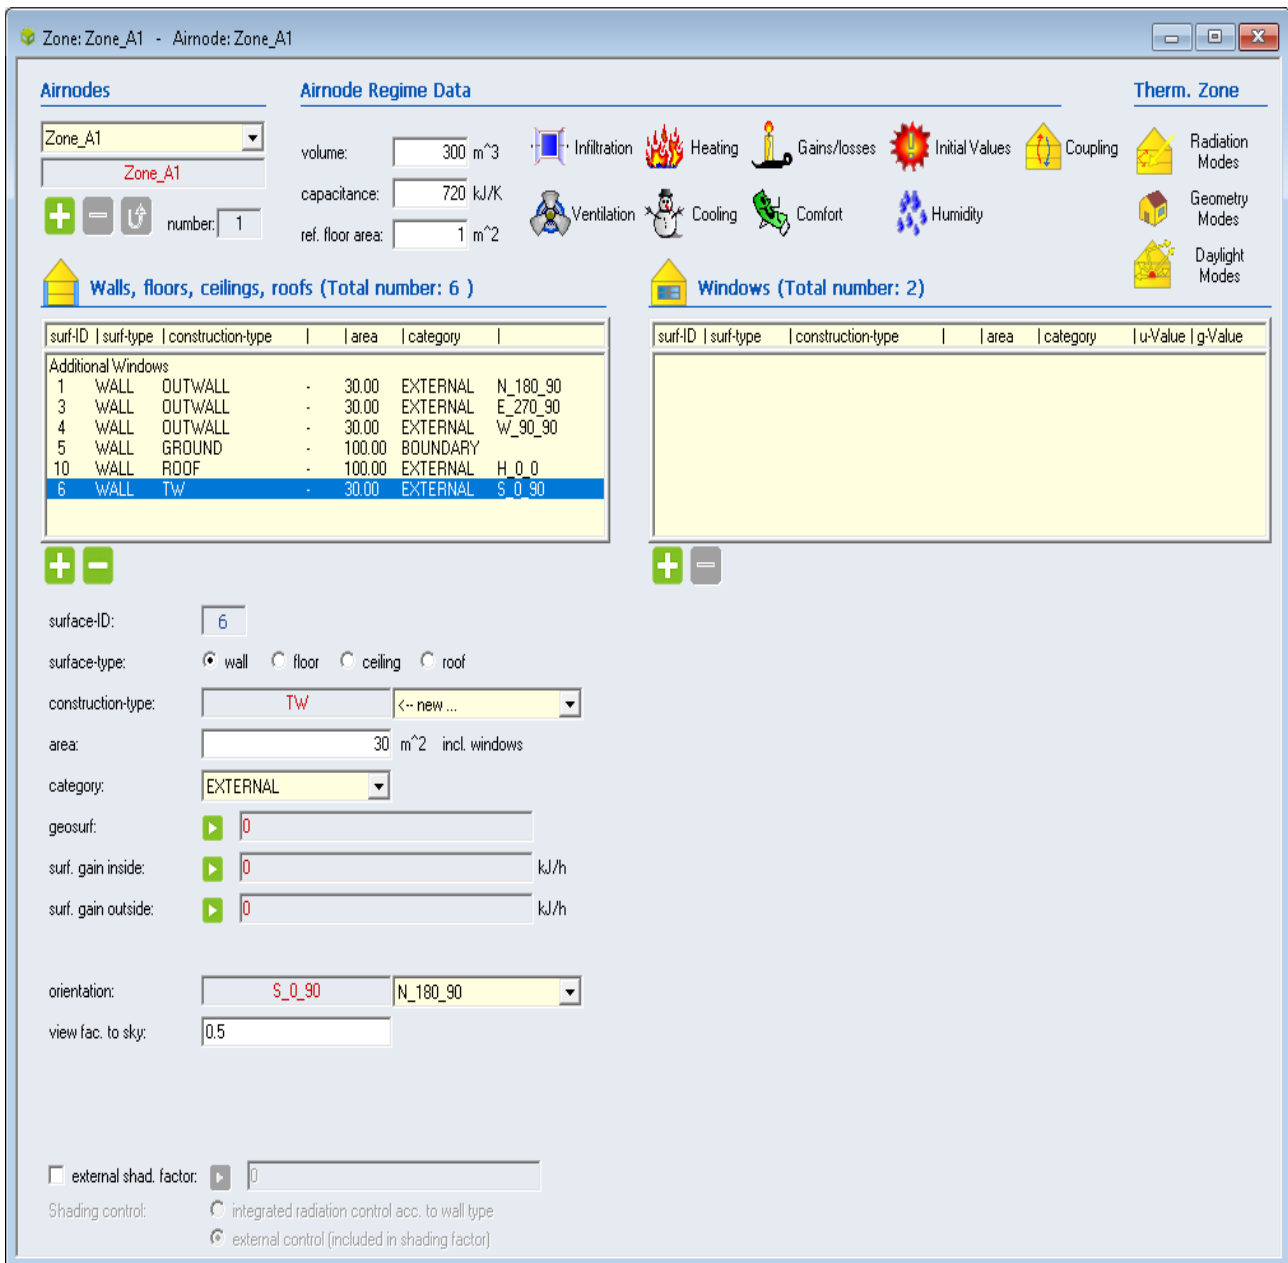 Zone: Zone_A1 - Airnode: Zone_A1
Airnodes
Airnode Regime Data
Therm. Zone
Zone_A1
Zone_A1
number: 1
volume: 300 m^3
capacitance: 720 kJ/K
ref. floor area: 1 m^2
Infiltration Heating Gains/losses Initial Values Coupling
Ventilation Cooling Comfort Humidity
Radiation
Modes
Geometry
Modes
Daylight
Modes
Walls, floors, ceilings, roofs (Total number: 6 )
surf-ID | surf-type | construction-type | | area | category |
Additional Windows
1 WALL OUTWALL - 30.00 EXTERNAL N_180_90
3 WALL OUTWALL - 30.00 EXTERNAL E_270_90
4 WALL OUTWALL - 30.00 EXTERNAL W_90_90
5 WALL GROUND - 100.00 BOUNDARY
10 WALL ROOF - 100.00 EXTERNAL H_0_0
6 WALL TW - 30.00 EXTERNAL S_0_90
Windows (Total number: 2)
surf-ID | surf-type | construction-type | | area | category | u-Value | g-Value
surface-ID: 6
surface-type: wall floor ceiling roof
construction-type: TW <-- new ...
area: 30 m^2 incl. windows
category: EXTERNAL
geosurf: 0
surf. gain inside: 0 kJ/h
surf. gain outside: 0 kJ/h
orientation: S_0_90 N_180_90
view fac. to sky: 0.5
external shad. factor: 0
Shading control: integrated radiation control acc. to wall type
external control (included in shading factor)